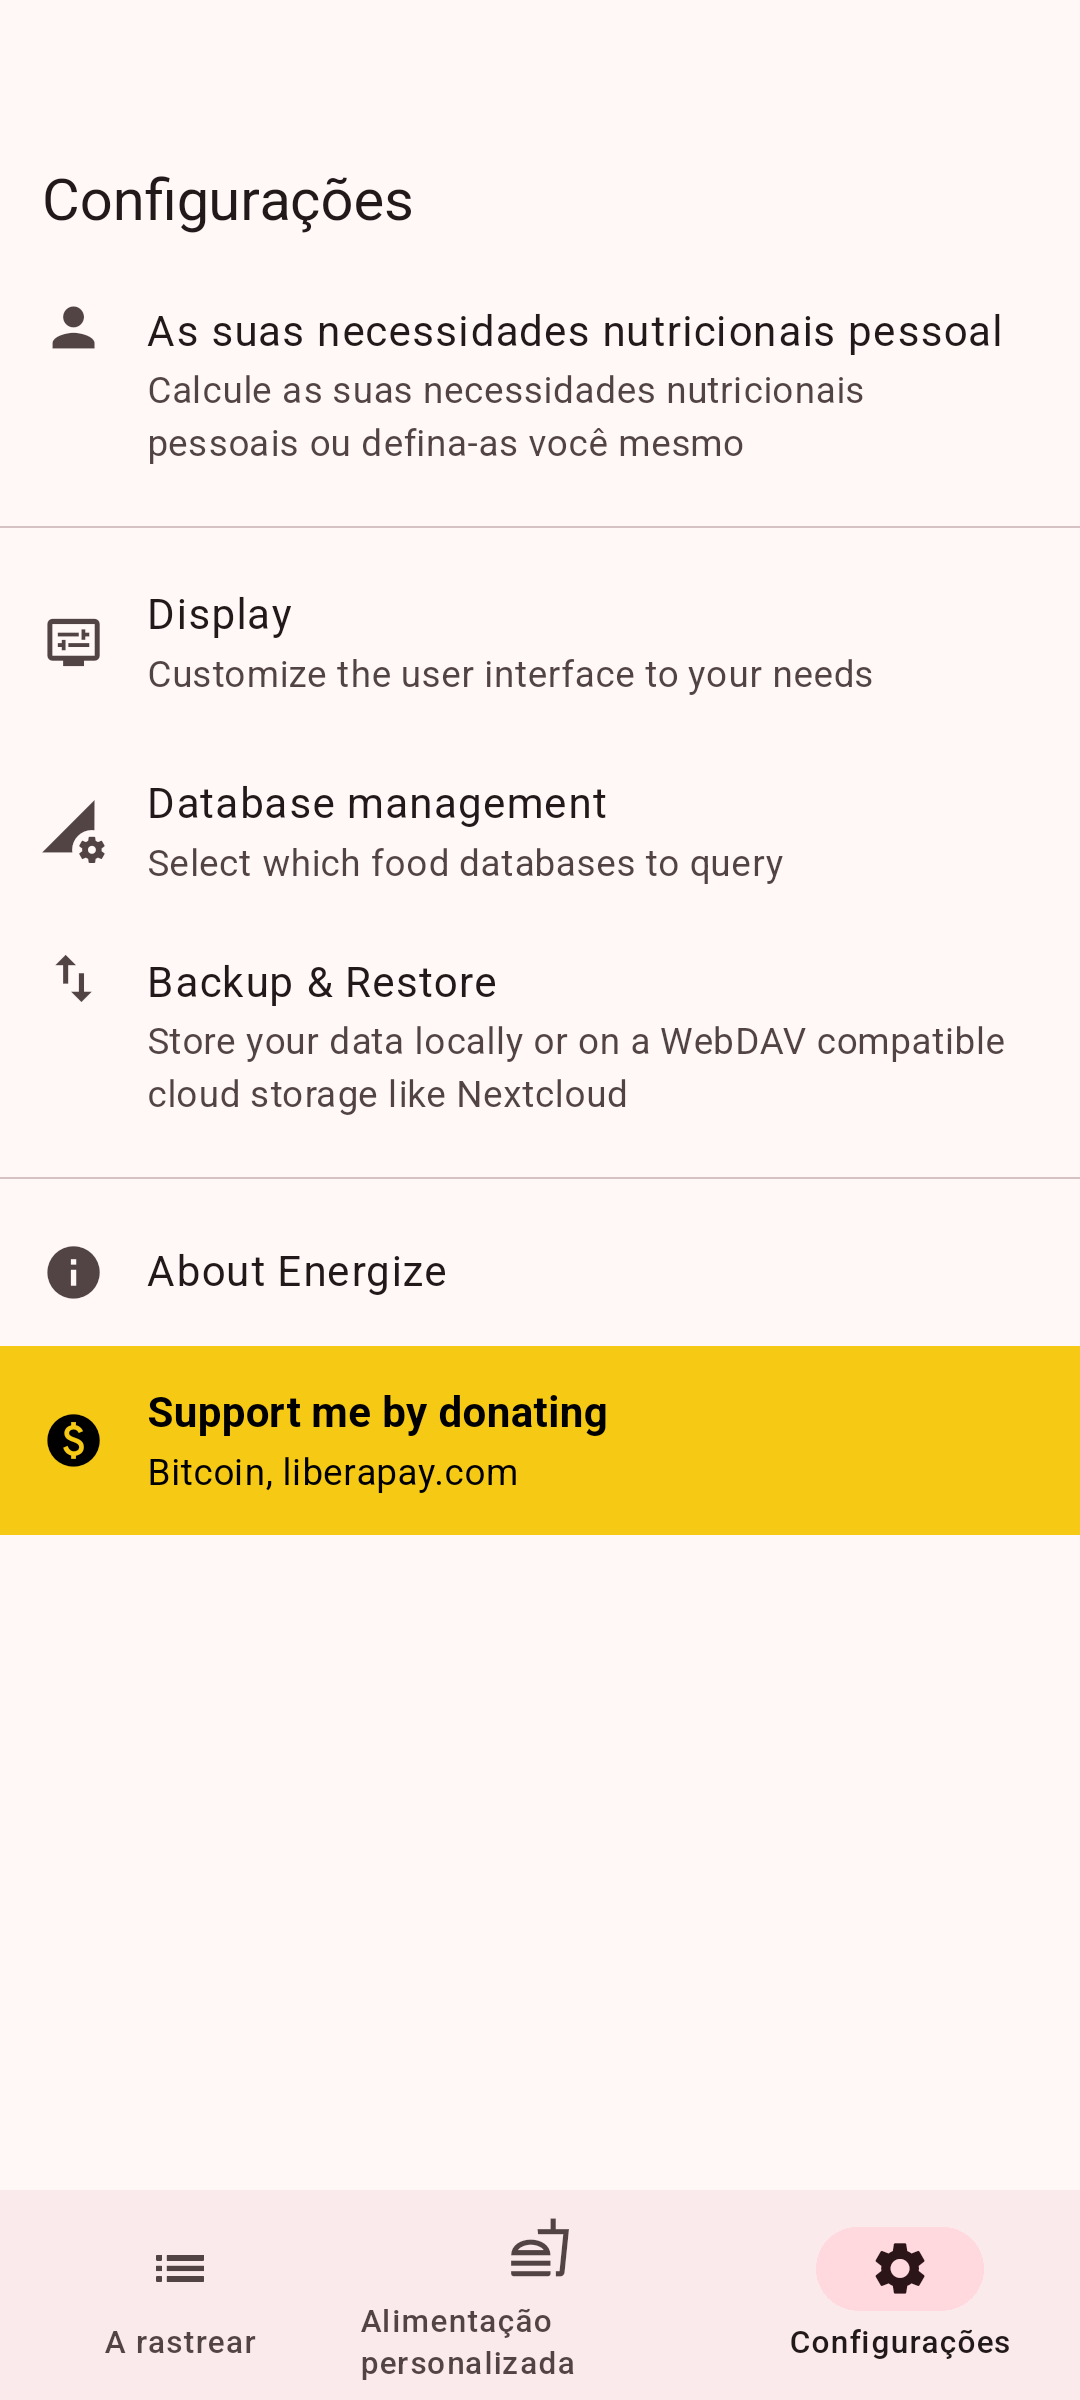 Configurações
As suas necessidades nutricionais pessoal
Calcule as suas necessidades nutricionais
pessoais ou defina-as você mesmo
Display
Customize the user interface to your needs
Database management
Select which food databases to query
Backup & Restore
Store your data locally or on a WebDAV compatible
cloud storage like Nextcloud
About Energize
Support me by donating
Bitcoin, liberapay.com
A rastrear
Alimentação
personalizada
Configurações